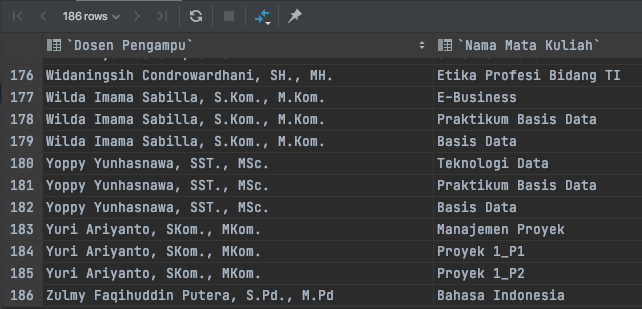 186 rows
`Dosen Pengampu` `Nama Mata Kuliah`
176 Widaningsih Condrowardhani, SH., MH. Etika Profesi Bidang TI
177 Wilda Imama Sabilla, S.Kom., M.Kom. E-Business
178 Wilda Imama Sabilla, S.Kom., M.Kom. Praktikum Basis Data
179 Wilda Imama Sabilla, S.Kom., M.Kom. Basis Data
180 Yoppy Yunhasnawa, SST., MSc. Teknologi Data
181 Yoppy Yunhasnawa, SST., MSc. Praktikum Basis Data
182 Yoppy Yunhasnawa, SST., MSc. Basis Data
183 Yuri Ariyanto, SKom., MKom. Manajemen Proyek
184 Yuri Ariyanto, SKom., MKom. Proyek 1_P1
185 Yuri Ariyanto, SKom., MKom. Proyek 1_P2
186 Zulmy Faqihuddin Putera, S.Pd., M.Pd Bahasa Indonesia